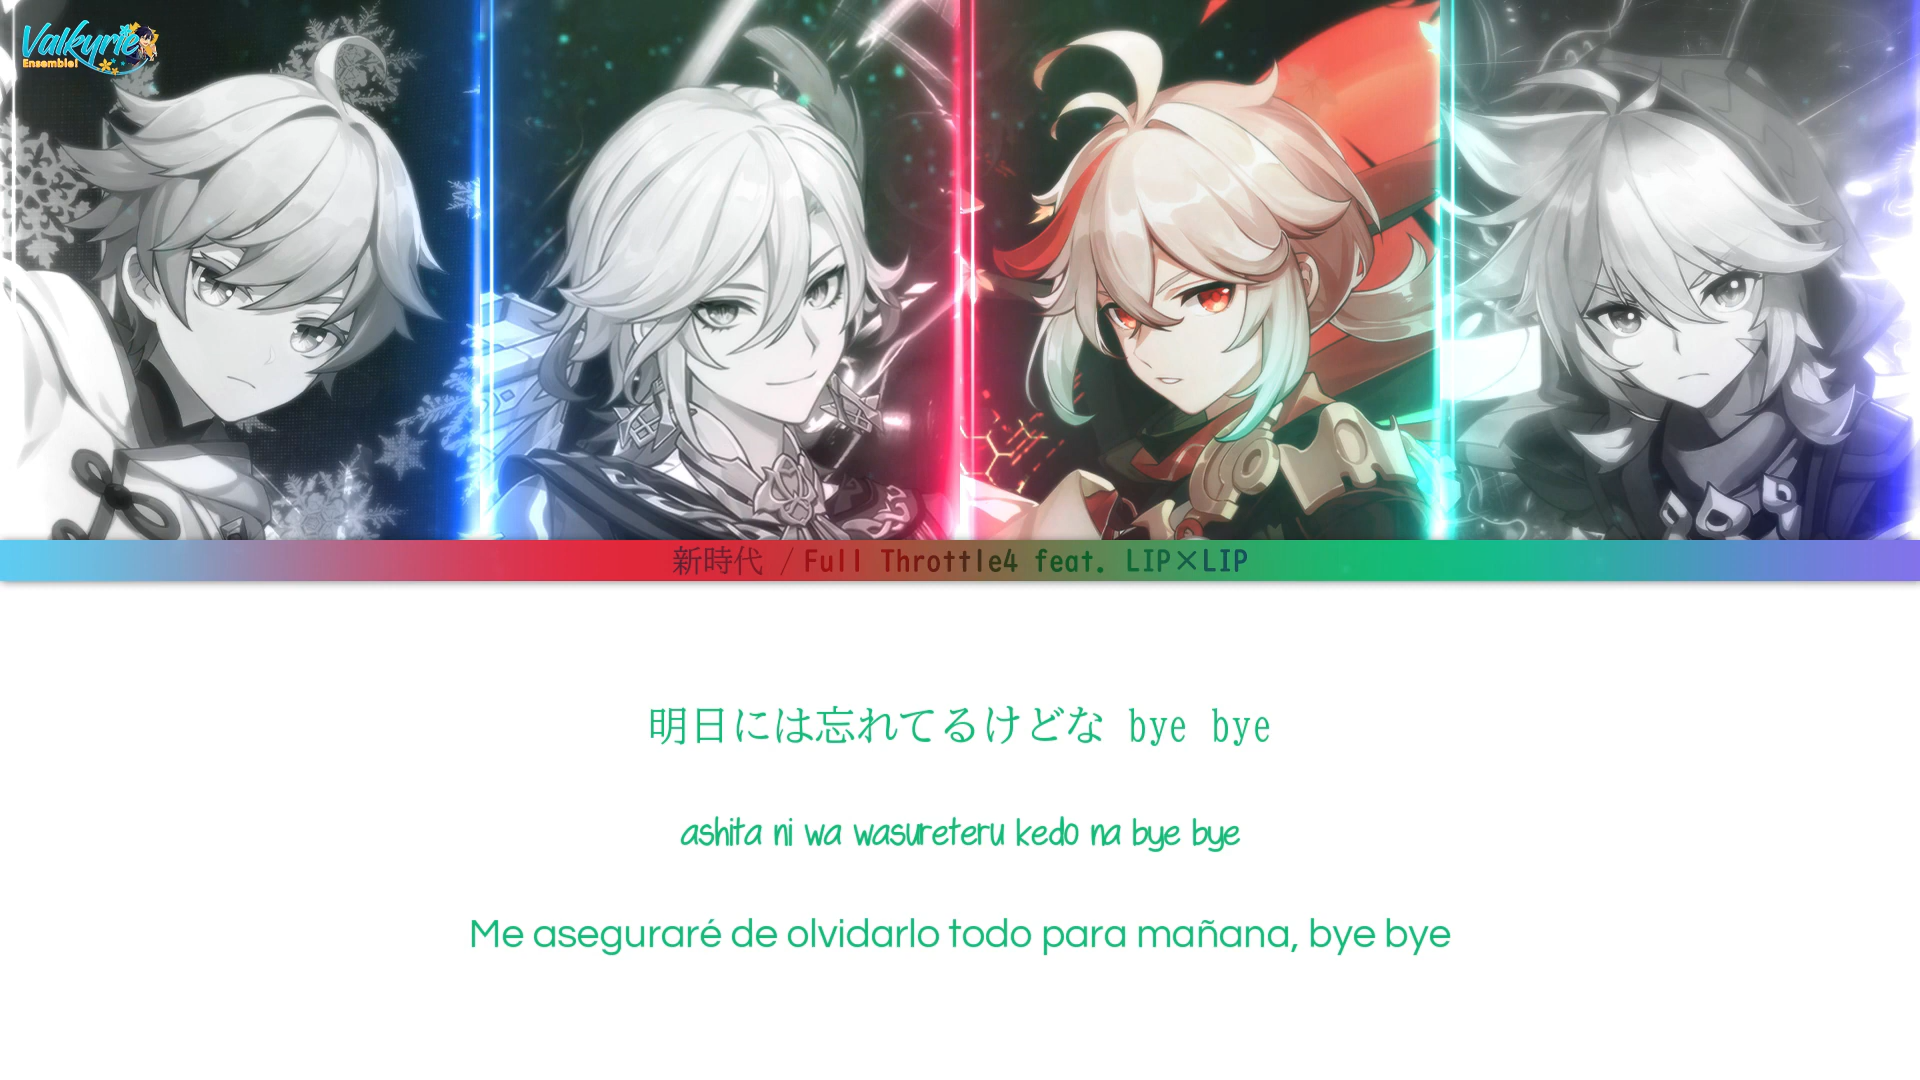 Valkyrie
Ensemble!
新時代 / Full Throttle4 feat. LIP×LIP
明日には忘れてるけどな bye bye
ashita ni wa wasureteru kedo na bye bye
Me aseguraré de olvidarlo todo para mañana, bye bye